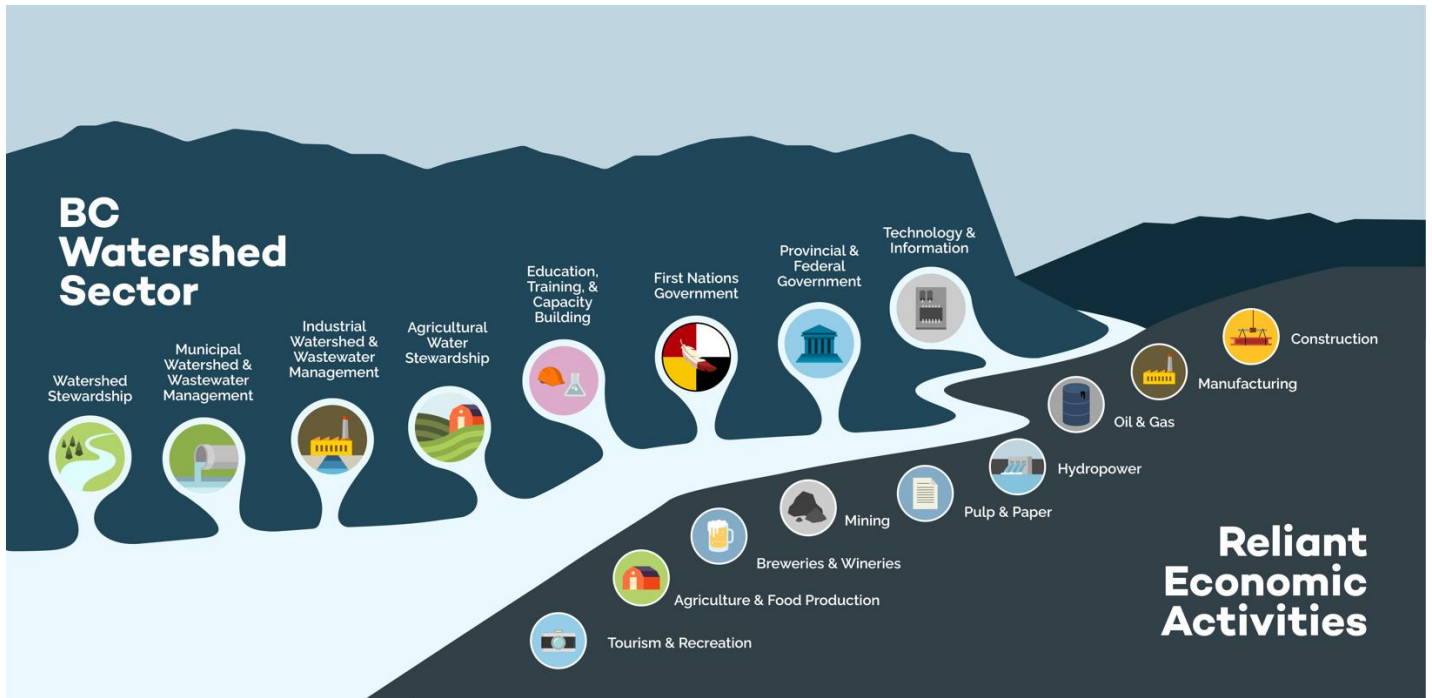 BC
Watershed
Sector
Watershed
Stewardship
Municipal
Watershed &
Wastewater
Management
Industrial
Watershed &
Wastewater
Management
Agricultural
Water
Stewardship
Education,
Training, &
Capacity
Building
First Nations
Government
Provincial &
Federal
Government
Technology &
Information
Construction
Manufacturing
Oil & Gas
Hydropower
Pulp & Paper
Mining
Breweries & Wineries
Agriculture & Food Production
Tourism & Recreation
Reliant
Economic
Activities